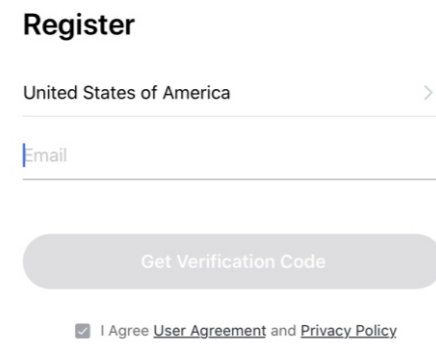 Register
United States of America
Email
Get Verification Code
I Agree User Agreement and Privacy Policy